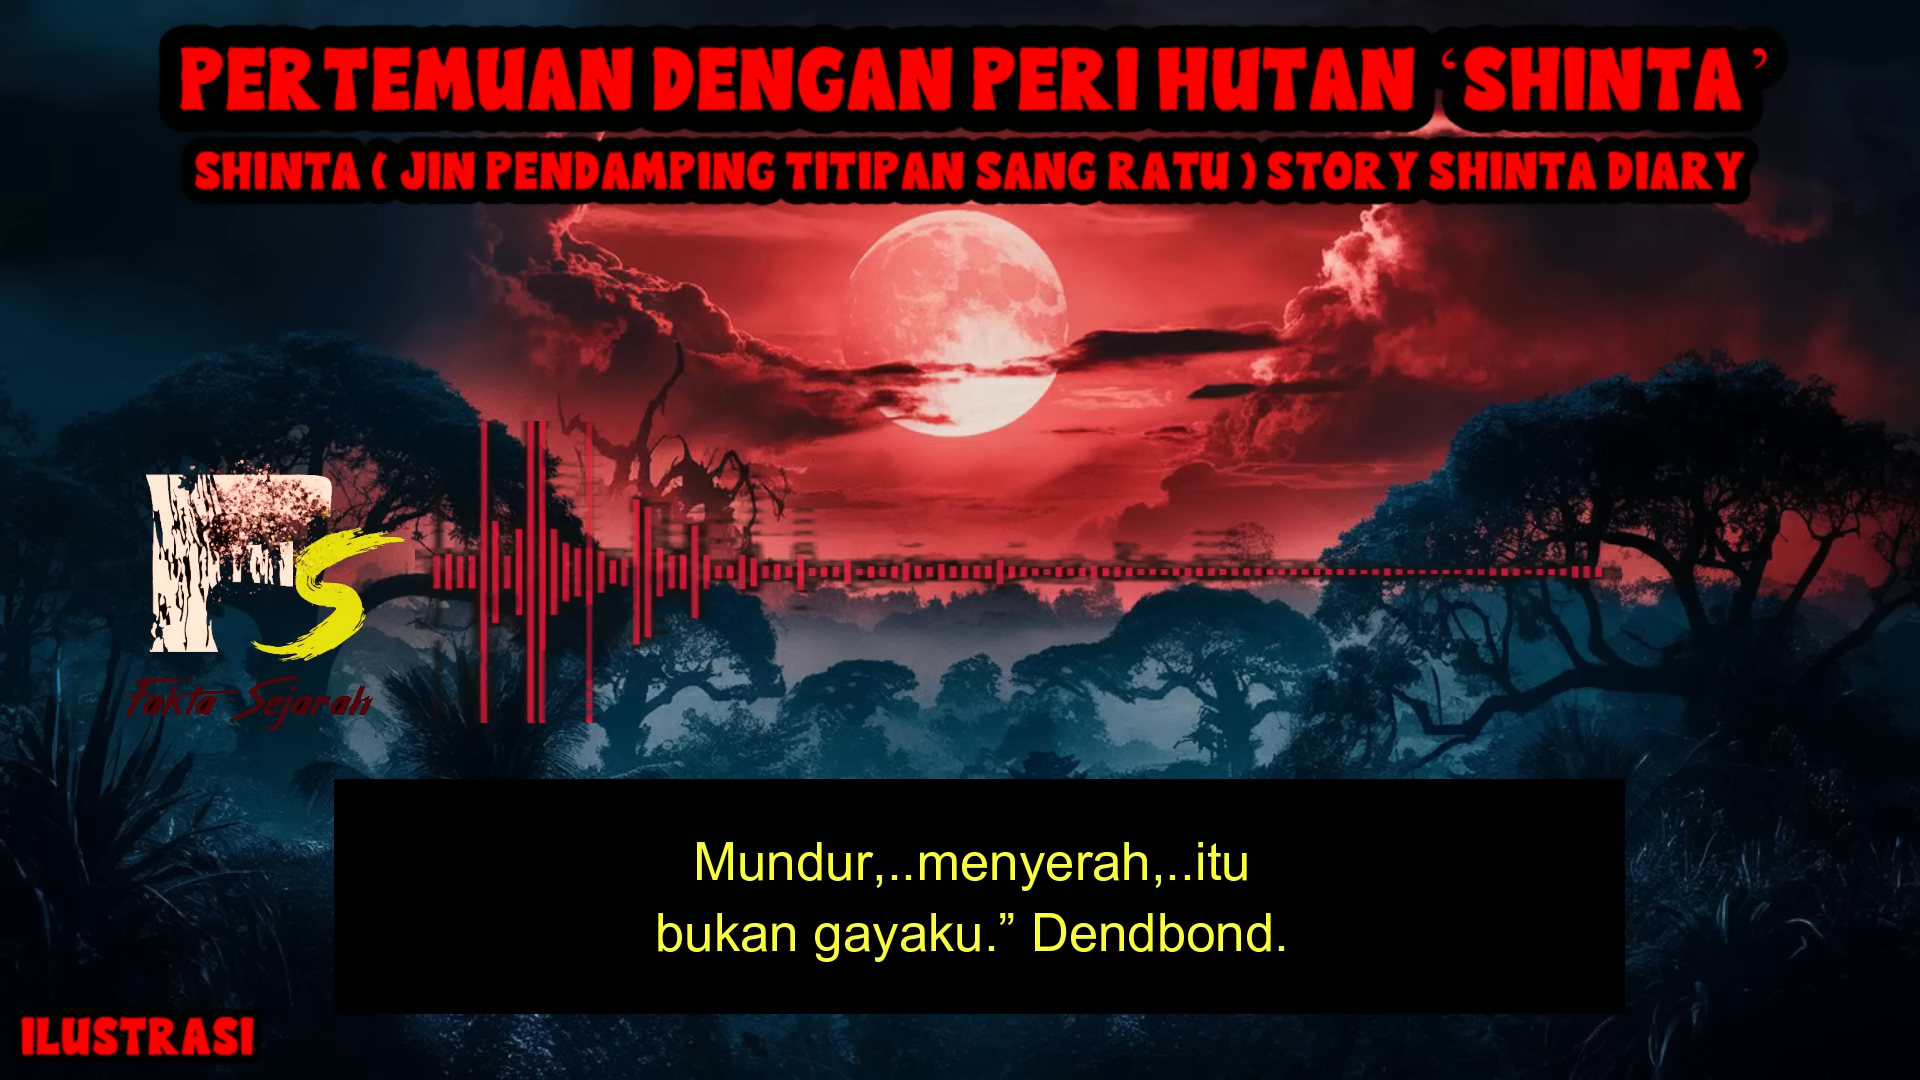 PERTEMUAN DENGAN PERI HUTAN ‘SHINTA’
SHINTA ( JIN PENDAMPING TITIPAN SANG RATU ) STORY SHINTA DIARY
FS
Fakta Sejarah
Mundur,..menyerah,..itu
bukan gayaku.” Dendbond.
ILUSTRASI